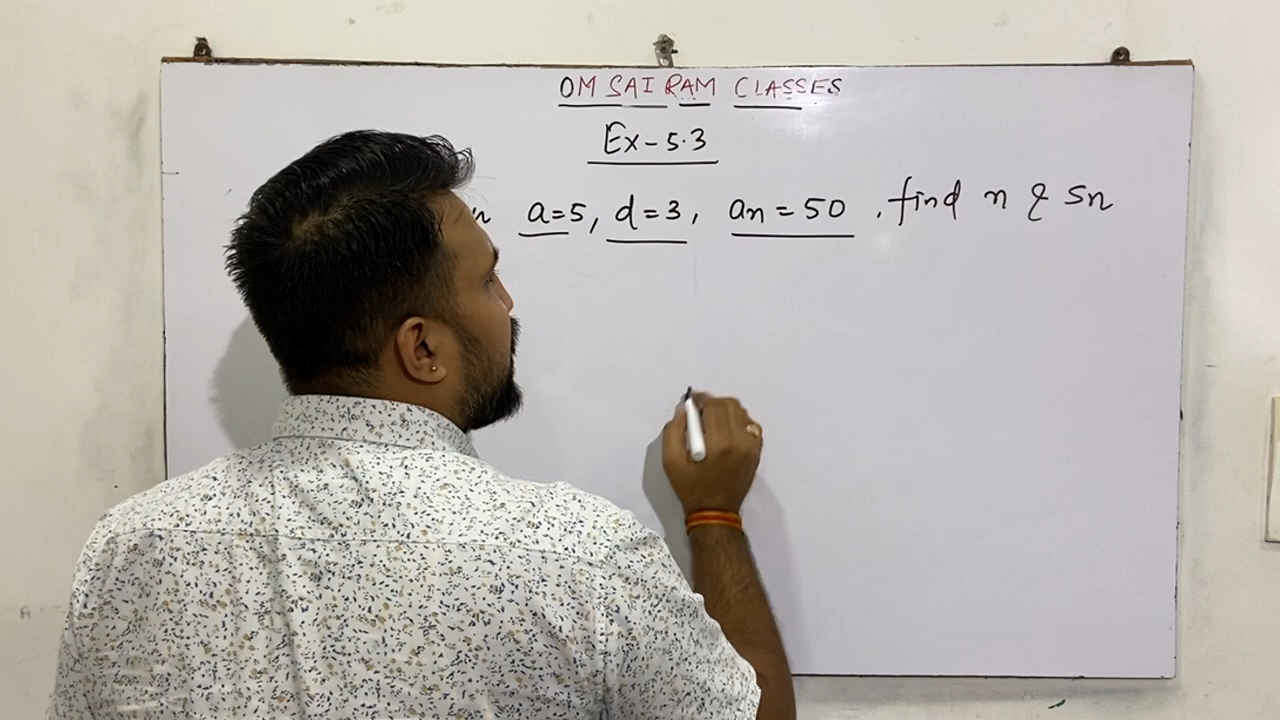 OM SAI RAM CLASSES
Ex-5.3
a=5, d=3, an=50 . find n & Sn